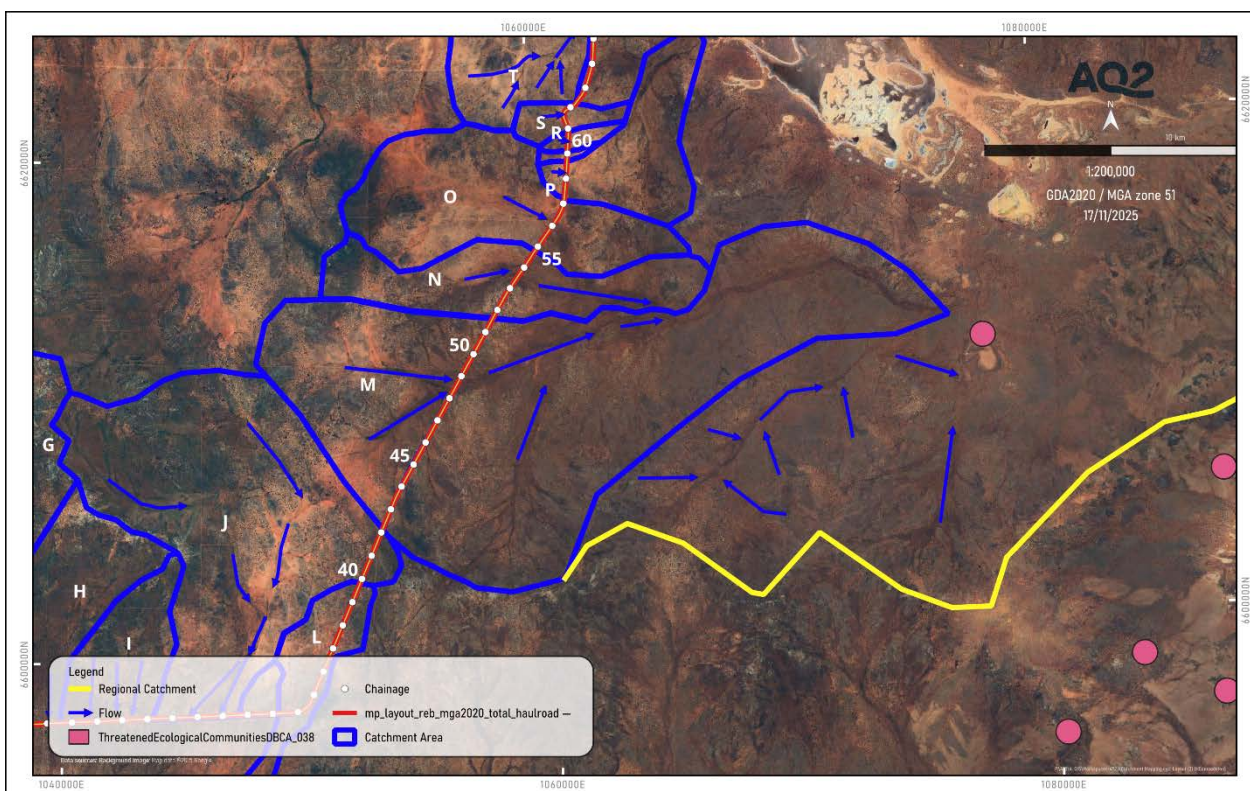 1060000E
1080000E
6620000N
6620000N
AQ2
N
10 km
1:200,000
GDA2020 / MGA zone 51
17/11/2025
T
S
R
60
P
O
55
N
50
M
45
G
J
40
H
I
L
6600000N
6600000N
Legend
Regional Catchment
Flow
ThreatenedEcologicalCommunitiesDBCA_038
Chainage
mp_layout_reb_mga2020_total_haulroad —
Catchment Area
1040000E
1060000E
1080000E